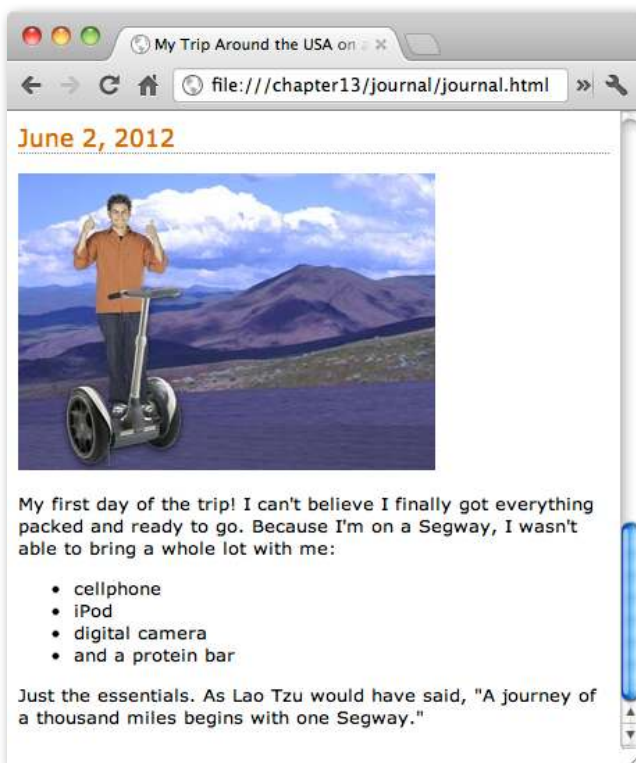 My Trip Around the USA on a
file:///chapter13/journal/journal.html
June 2, 2012
My first day of the trip! I can't believe I finally got everything
packed and ready to go. Because I'm on a Segway, I wasn't
able to bring a whole lot with me:
• cellphone
• iPod
• digital camera
• and a protein bar
Just the essentials. As Lao Tzu would have said, "A journey of
a thousand miles begins with one Segway."